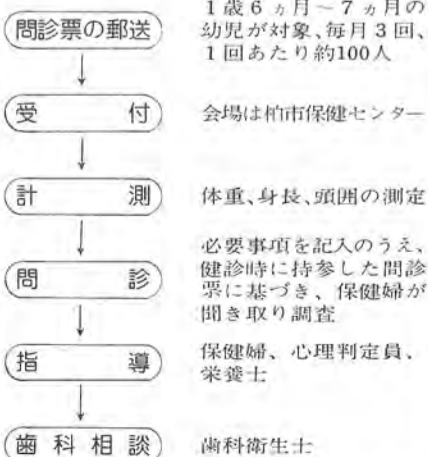 問診票の郵送
1歳6ヵ月~7ヵ月の
幼児が対象、毎月3回、
1回あたり約100人
受付
会場は柏市保健センター
計測
体重、身長、頭囲の測定
問診
必要事項を記入のうえ、
健診時に持参した問診
票に基づき、保健婦が
聞き取り調査
指導
保健婦、心理判定員、
栄養士
歯科相談
歯科衛生士